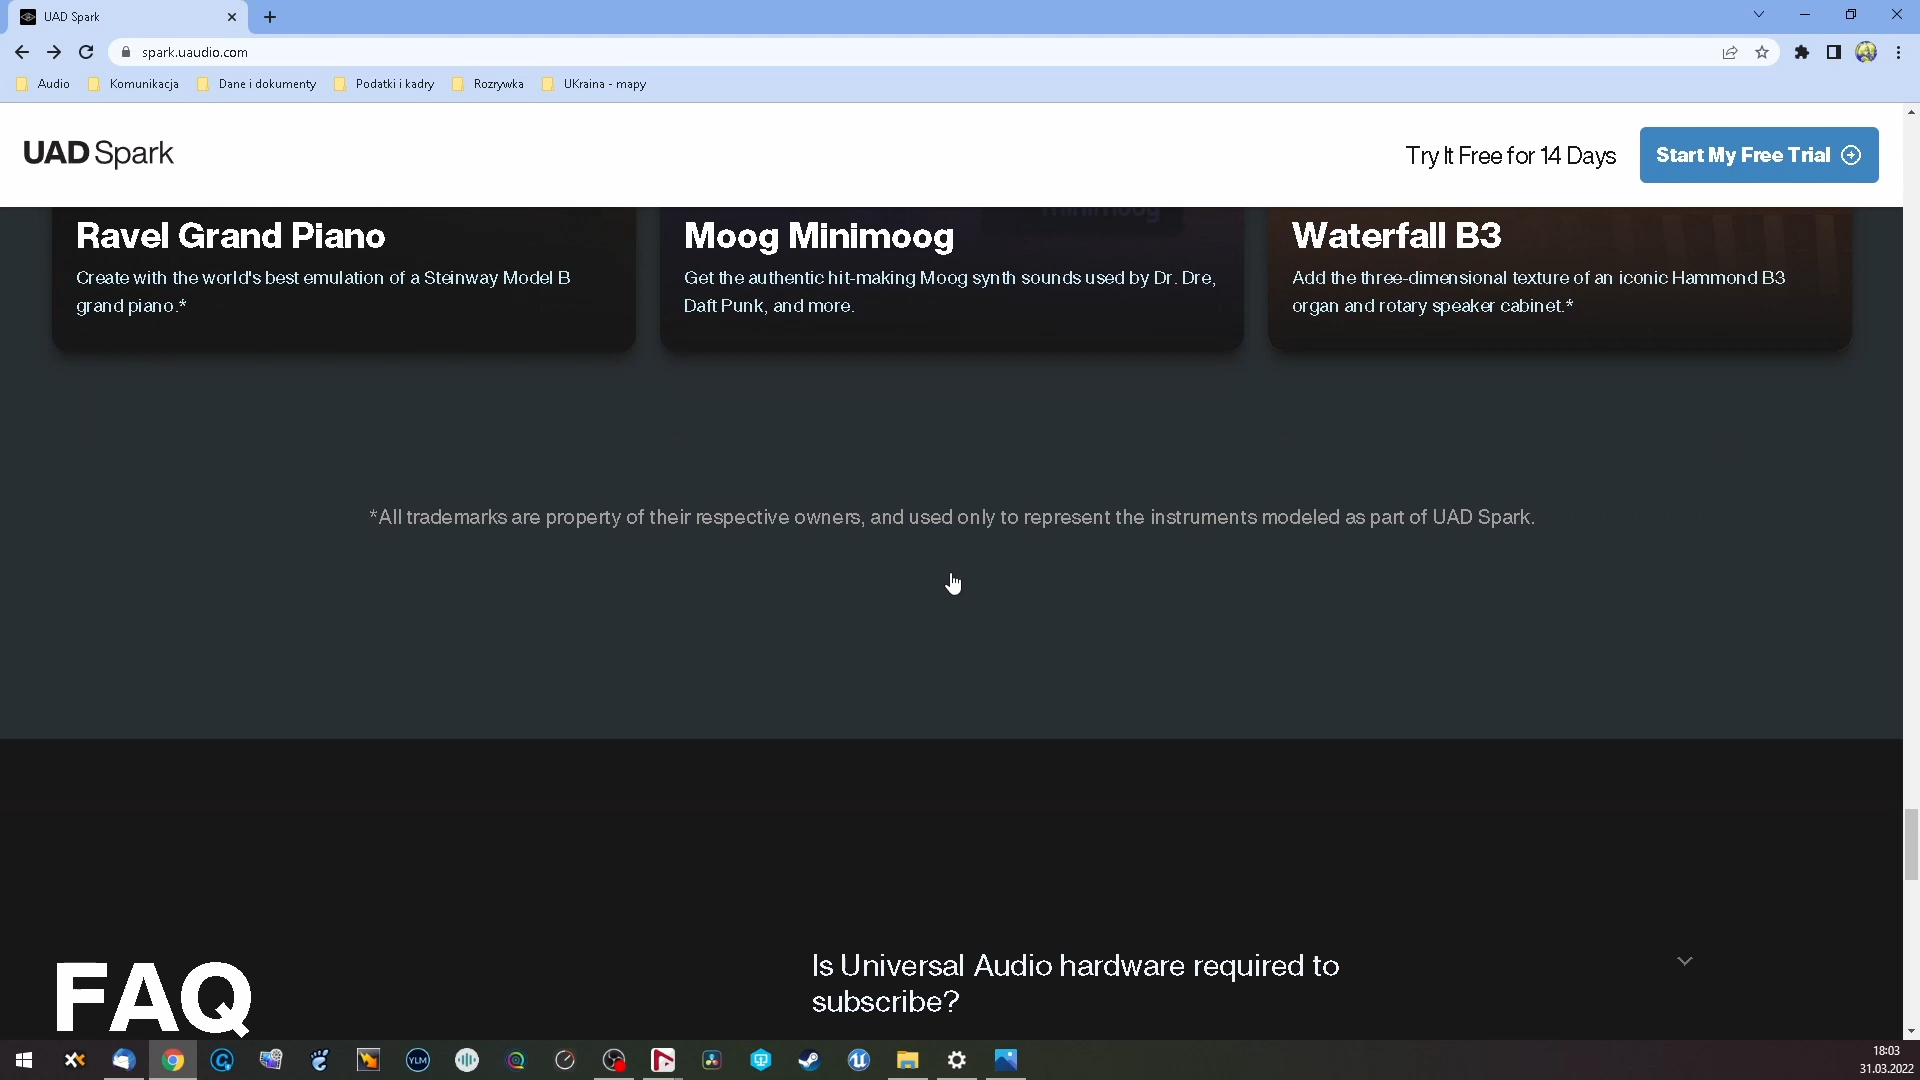 UAD Spark
spark.uaudio.com
Audio
Komunikacja
Dane i dokumenty
Podatki i kadry
Rozrywka
UKraina - mapy
UAD Spark
Try It Free for 14 Days
Start My Free Trial
minimoog
Ravel Grand Piano
Create with the world's best emulation of a Steinway Model B
grand piano.*
Moog Minimoog
Get the authentic hit-making Moog synth sounds used by Dr. Dre,
Daft Punk, and more.
Waterfall B3
Add the three-dimensional texture of an iconic Hammond B3
organ and rotary speaker cabinet.*
*All trademarks are property of their respective owners, and used only to represent the instruments modeled as part of UAD Spark.
FAQ
Is Universal Audio hardware required to
subscribe?
YLM
18:03
31.03.2022